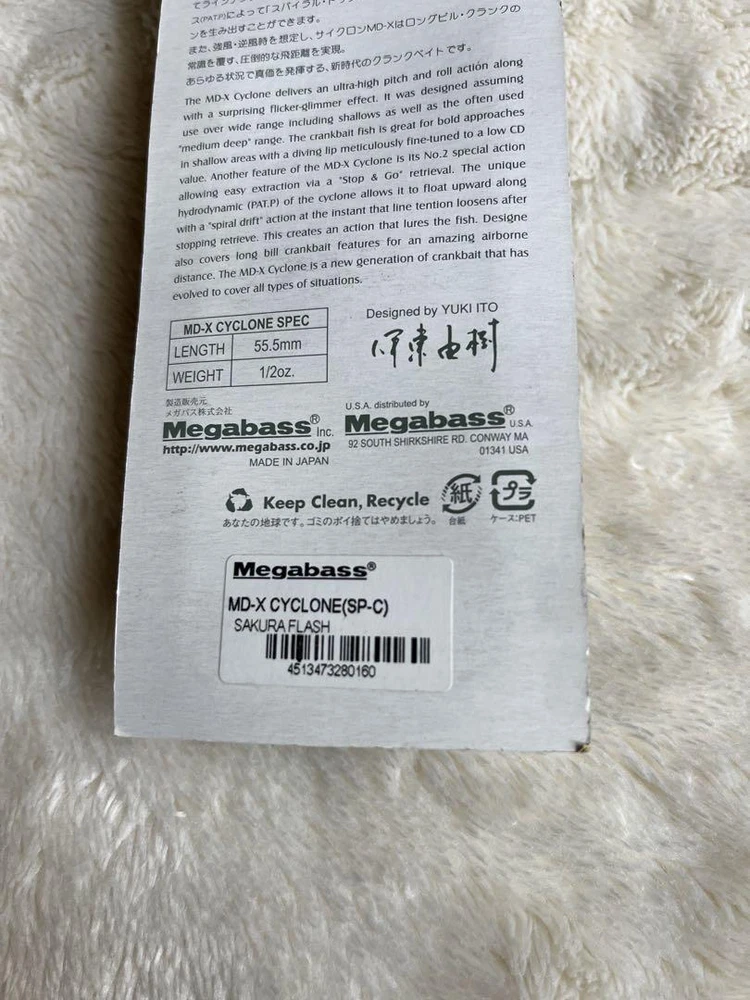 ンを生み出すことができます。
また、強風・逆風時を想定し、サイクロンMD-Xはロングビル・クランクの
常識を覆す、圧倒的な飛距離を実現。
あらゆる状況で真価を発揮する、新時代のクランクベイトです。
The MD-X Cyclone delivers an ultra-high pitch and roll action along
with a surprising flicker-glimmer effect. It was designed assuming
use over wide range including shallows as well as the often used
"medium deep" range. The crankbait fish is great for bold approaches
in shallow areas with a diving lip meticulously fine-tuned to a low CD
value. Another feature of the MD-X Cyclone is its No.2 special action
allowing easy extraction via a "Stop & Go" retrieval. The unique
hydrodynamic (PAT.P) of the cyclone allows it to float upward along
with a "spiral drift" action at the instant that line tention loosens after
stopping retrieve. This creates an action that lures the fish. Designe
also covers long bill crankbait features for an amazing airborne
distance. The MD-X Cyclone is a new generation of crankbait that has
evolved to cover all types of situations.
MD-X CYCLONE SPEC
LENGTH 55.5mm
WEIGHT 1/2oz.
Designed by YUKI ITO
伊東由樹
製造販売元
メガバス株式会社
Megabass® Inc.
http://www.megabass.co.jp
MADE IN JAPAN
U.S.A. distributed by
Megabass® U.S.A.
92 SOUTH SHIRKSHIRE RD. CONWAY MA
01341 USA
Keep Clean, Recycle
あなたの地球です。ゴミのポイ捨てはやめましょう。
紙
台紙
プラ
ケース:PET
Megabass®
MD-X CYCLONE(SP-C)
SAKURA FLASH
4513473280160